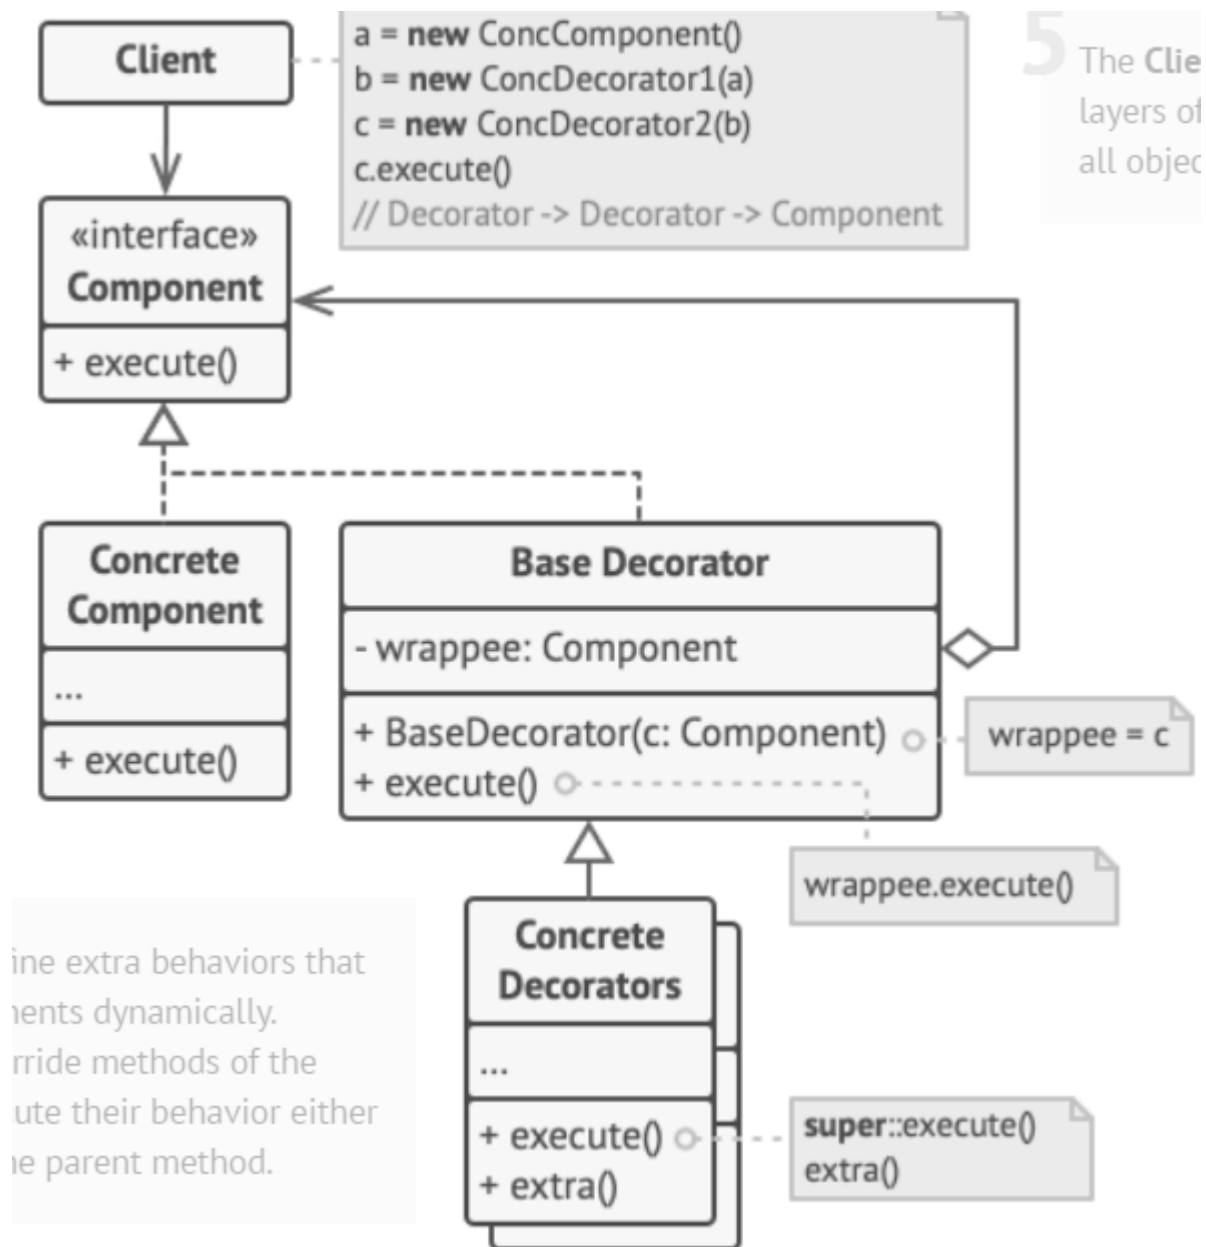 Client
a = new ConcComponent()
b = new ConcDecorator1(a)
c = new ConcDecorator2(b)
c.execute()
// Decorator -> Decorator -> Component
5
The
layers of
all
«interface»
Component
+ execute()
Concrete
Component
...
+ execute()
Base Decorator
- wrappee: Component
+ BaseDecorator(c: Component)
+ execute()
wrappee = c
wrappee.execute()
Concrete
Decorators
...
+ execute()
+ extra()
super::execute()
extra()
extra behaviors that
dynamically.
methods of the
their behavior either
parent method.